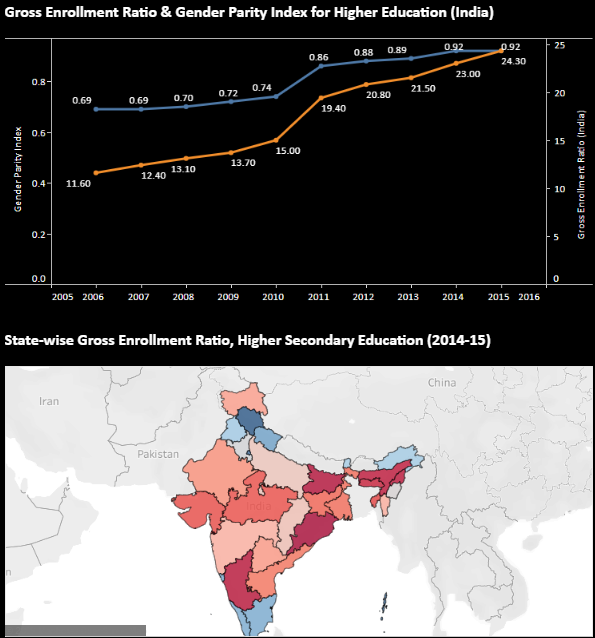 Gross Enrollment Ratio & Gender Parity Index for Higher Education (India)
0.69 0.69 0.70 0.72 0.74 0.86 0.88 0.89 0.92 0.92
11.60 12.40 13.10 13.70 15.00 19.40 20.80 21.50 23.00 24.30
Gender Parity Index
0.8
0.6
0.4
0.2
0.0
Gross Enrollment Ratio (India)
25
20
15
10
5
0
2005 2006 2007 2008 2009 2010 2011 2012 2013 2014 2015 2016
State-wise Gross Enrollment Ratio, Higher Secondary Education (2014-15)
China
Iran
Pakistan
India